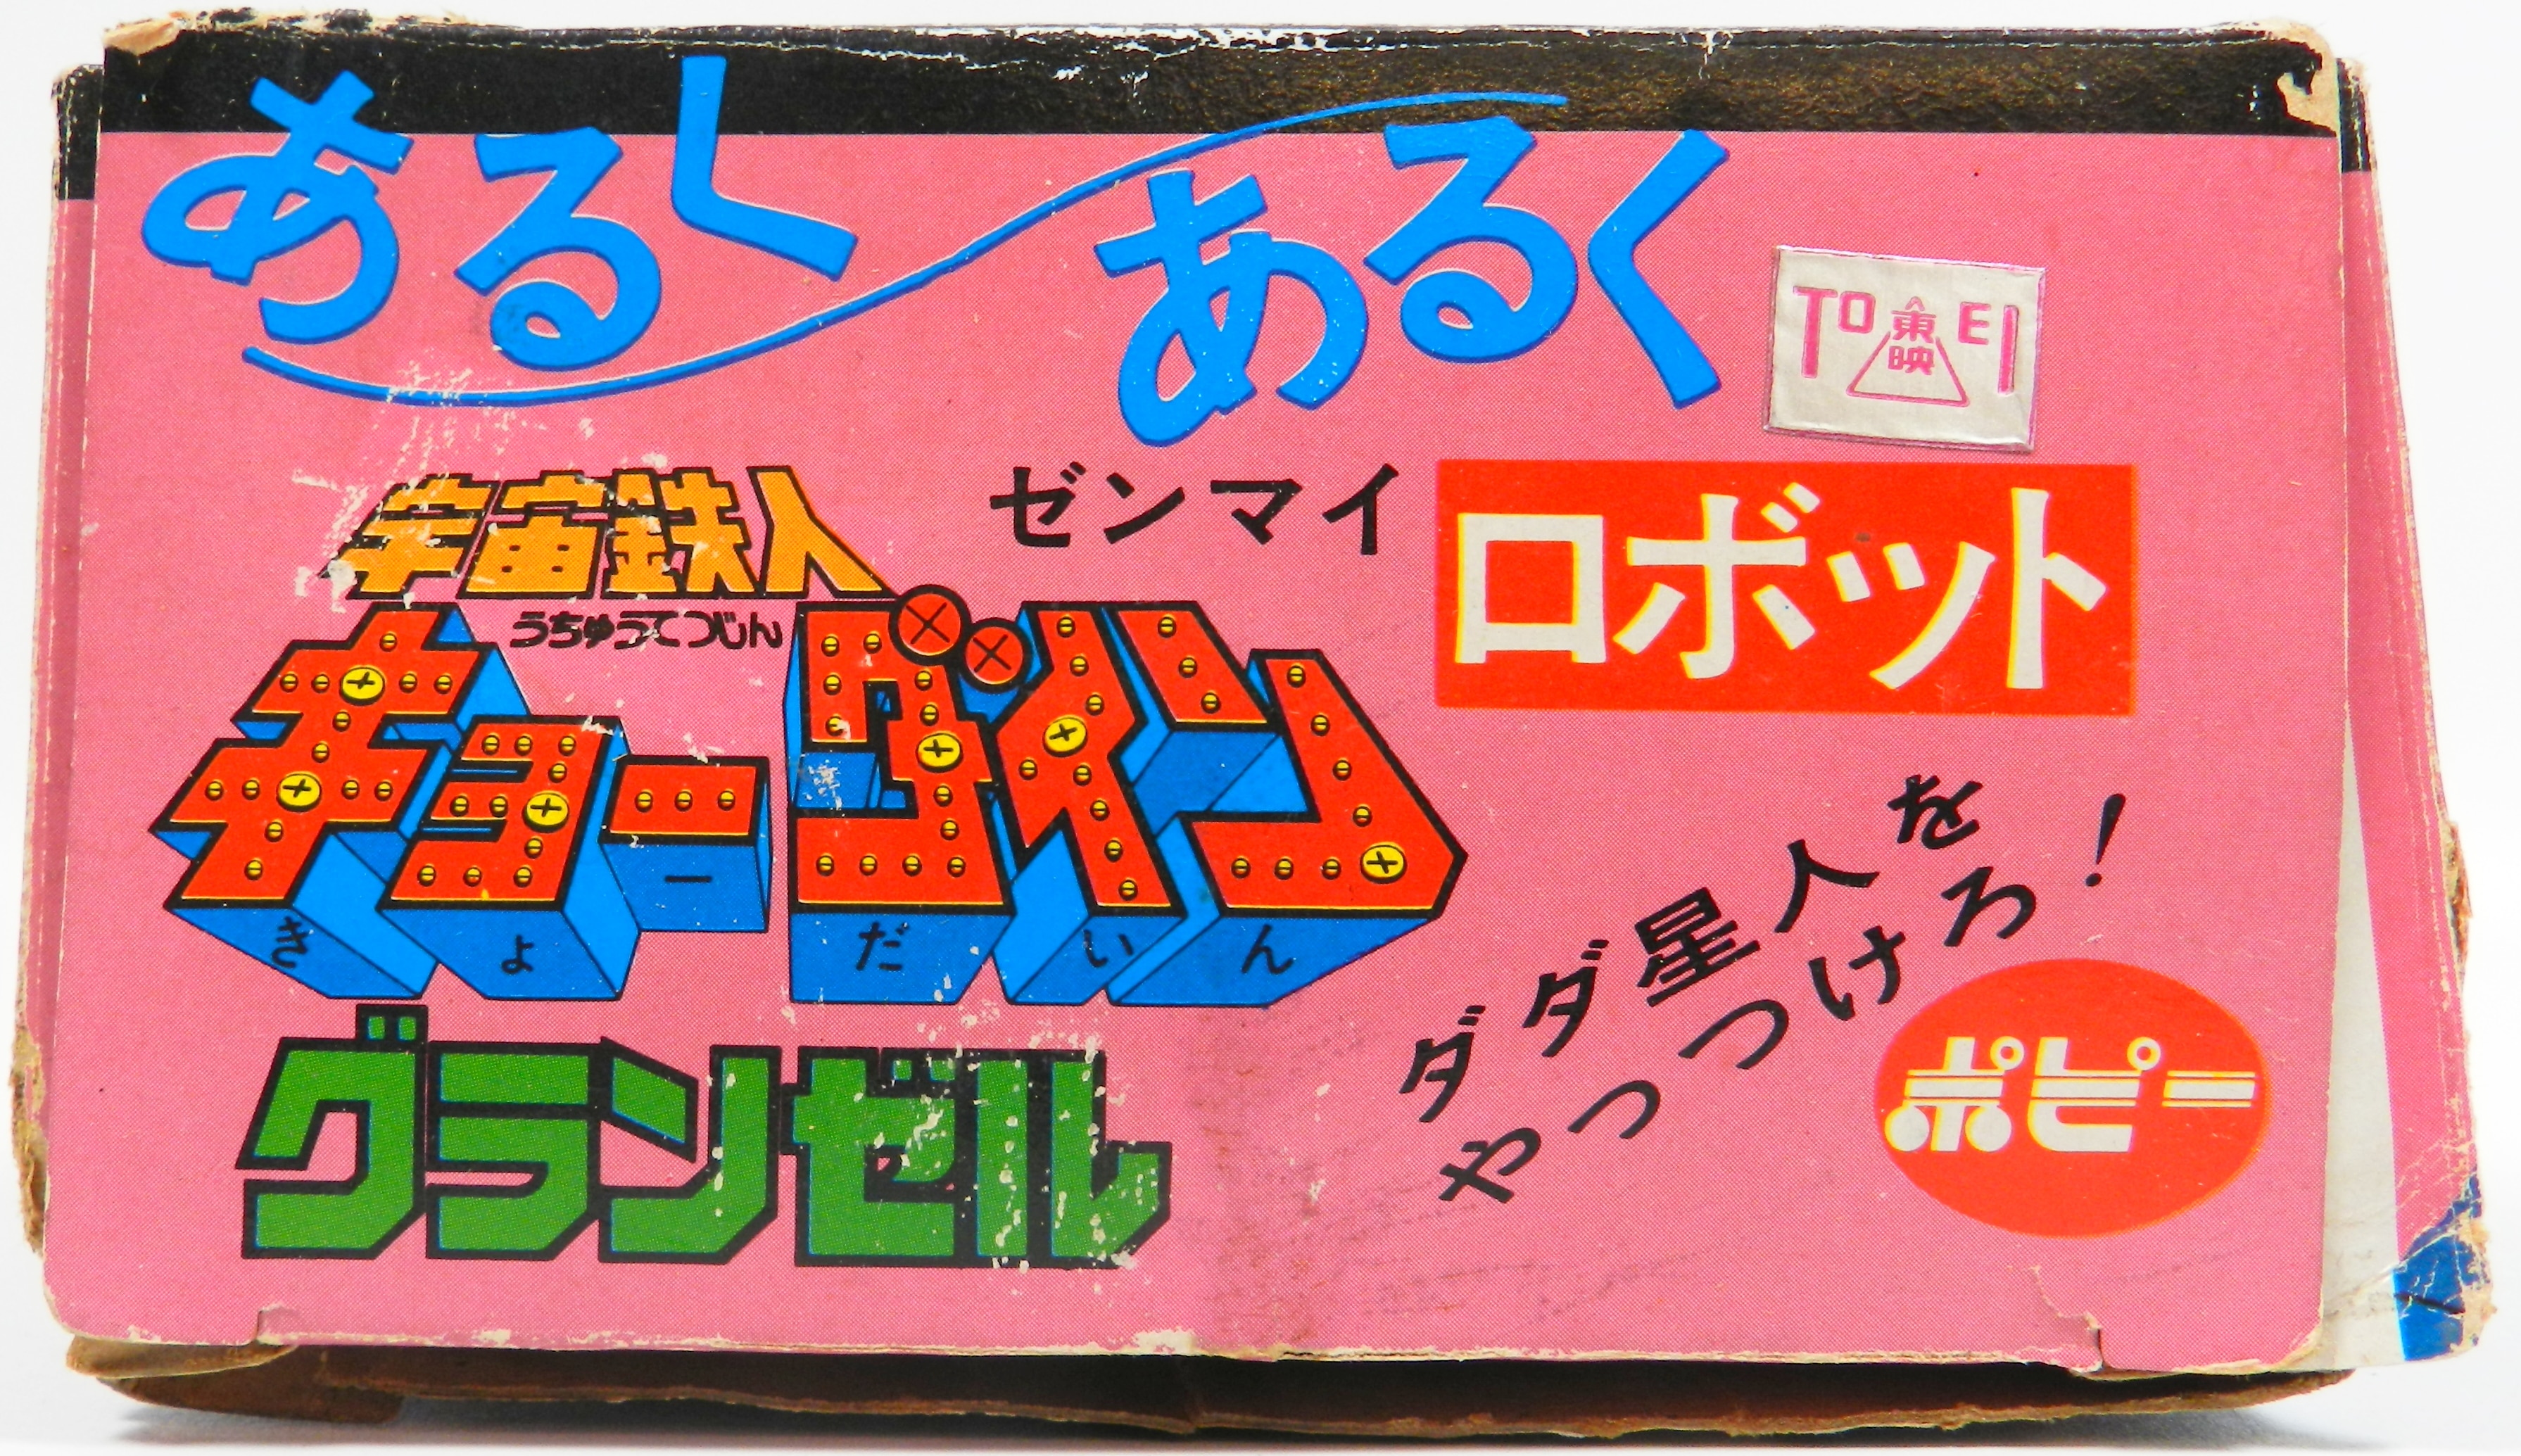 あるくあるく
TOEI
東映
ゼンマイロボット
宇宙鉄人
うちゅうてつじん
キョーダイン
きょーだいん
グランゼル
ダダ星人を
やっつけろ!
ポピー